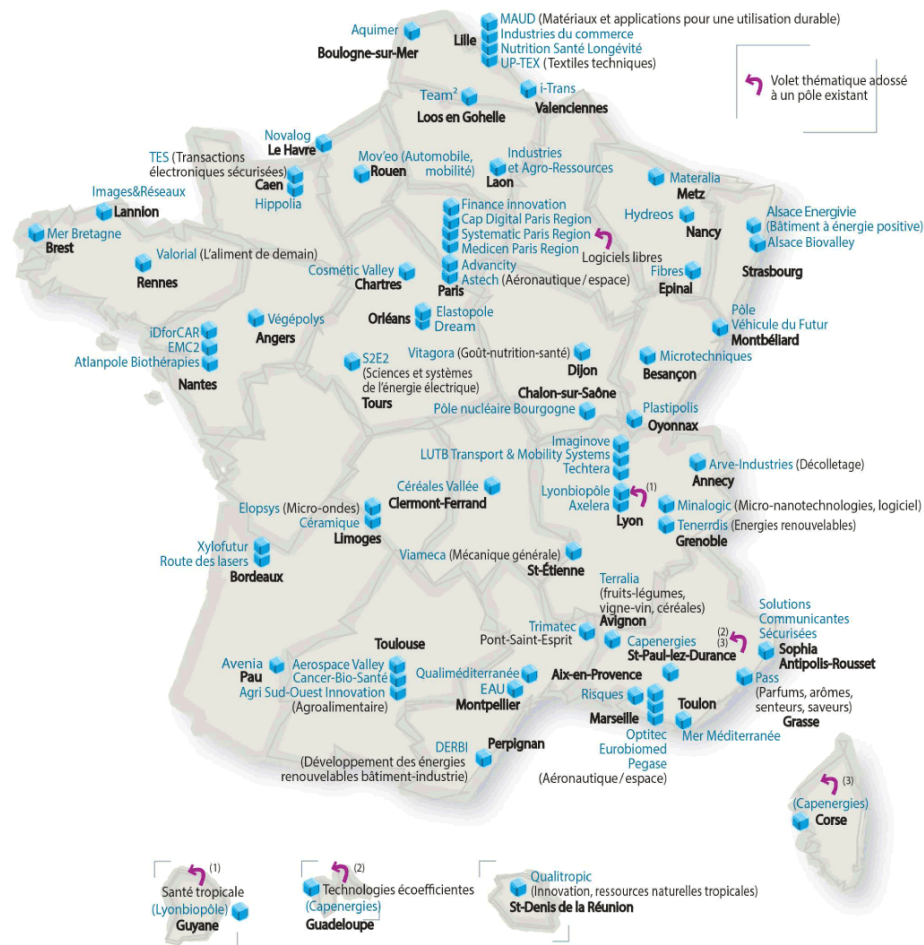 MAUD (Matériaux et applications pour une utilisation durable)
Industries du commerce
Nutrition Santé Longévité
UP-TEX (Textiles techniques)
Lille
Aquimer
Boulogne-sur-Mer
Volet thématique adossé
à un pôle existant
Team²
Loos en Gohelle
i-Trans
Valenciennes
Novalog
Le Havre
TES (Transactions
électroniques sécurisées)
Caen
Hippolia
Mov'eo (Automobile,
mobilité)
Rouen
Industries
et Agro-Ressources
Laon
Materalia
Metz
Images&Réseaux
Lannion
Mer Bretagne
Brest
Valorial (L'aliment de demain)
Rennes
Finance innovation
Cap Digital Paris Region
Systematic Paris Region
Medicen Paris Region
Logiciels libres
Advancity
Astech (Aéronautique/espace)
Paris
Hydreos
Nancy
Alsace Energivie
(Bâtiment à énergie positive)
Alsace Biovalley
Strasbourg
Cosmétic Valley
Chartres
Fibres
Epinal
Elastopole
Dream
Orléans
Végépolys
Angers
iDforCAR
EMC2
Atlanpole Biothérapies
Nantes
S2E2
(Sciences et systèmes
de l'énergie électrique)
Tours
Vitagora (Goût-nutrition-santé)
Dijon
Pôle
Véhicule du Futur
Montbéliard
Microtechniques
Besançon
Chalon-sur-Saône
Pôle nucléaire Bourgogne
Plastipolis
Oyonnax
Imaginove
LUTB Transport & Mobility Systems
Techtera
Lyonbiopôle
(1)
Axelera
Lyon
Arve-Industries (Décolletage)
Annecy
Céréales Vallée
Clermont-Ferrand
Minalogic (Micro-nanotechnologies, logiciel)
Tenerrdis (Energies renouvelables)
Grenoble
Elopsys (Micro-ondes)
Céramique
Limoges
Xylofutur
Route des lasers
Bordeaux
Viameca (Mécanique générale)
St-Étienne
Terralia
(fruits-légumes,
vigne-vin, céréales)
Avignon
Trimatec
Pont-Saint-Esprit
Capenergies
(2)
(3)
St-Paul-lez-Durance
Solutions
Communicantes
Sécurisées
Sophia
Antipolis-Rousset
Toulouse
Aerospace Valley
Cancer-Bio-Santé
Agri Sud-Ouest Innovation
(Agroalimentaire)
Avenia
Pau
Qualiméditerranée
EAU
Montpellier
Aix-en-Provence
Risques
Marseille
Optitec
Eurobiomed
Pegase
(Aéronautique/espace)
Toulon
Mer Méditerranée
Pass
(Parfums, arômes,
senteurs, saveurs)
Grasse
DERBI
(Développement des énergies
renouvelables bâtiment-industrie)
Perpignan
(3)
(Capenergies)
Corse
(1)
Santé tropicale
(Lyonbiopôle)
Guyane
(2)
Technologies écoefficientes
(Capenergies)
Guadeloupe
Qualitropic
(Innovation, ressources naturelles tropicales)
St-Denis de la Réunion